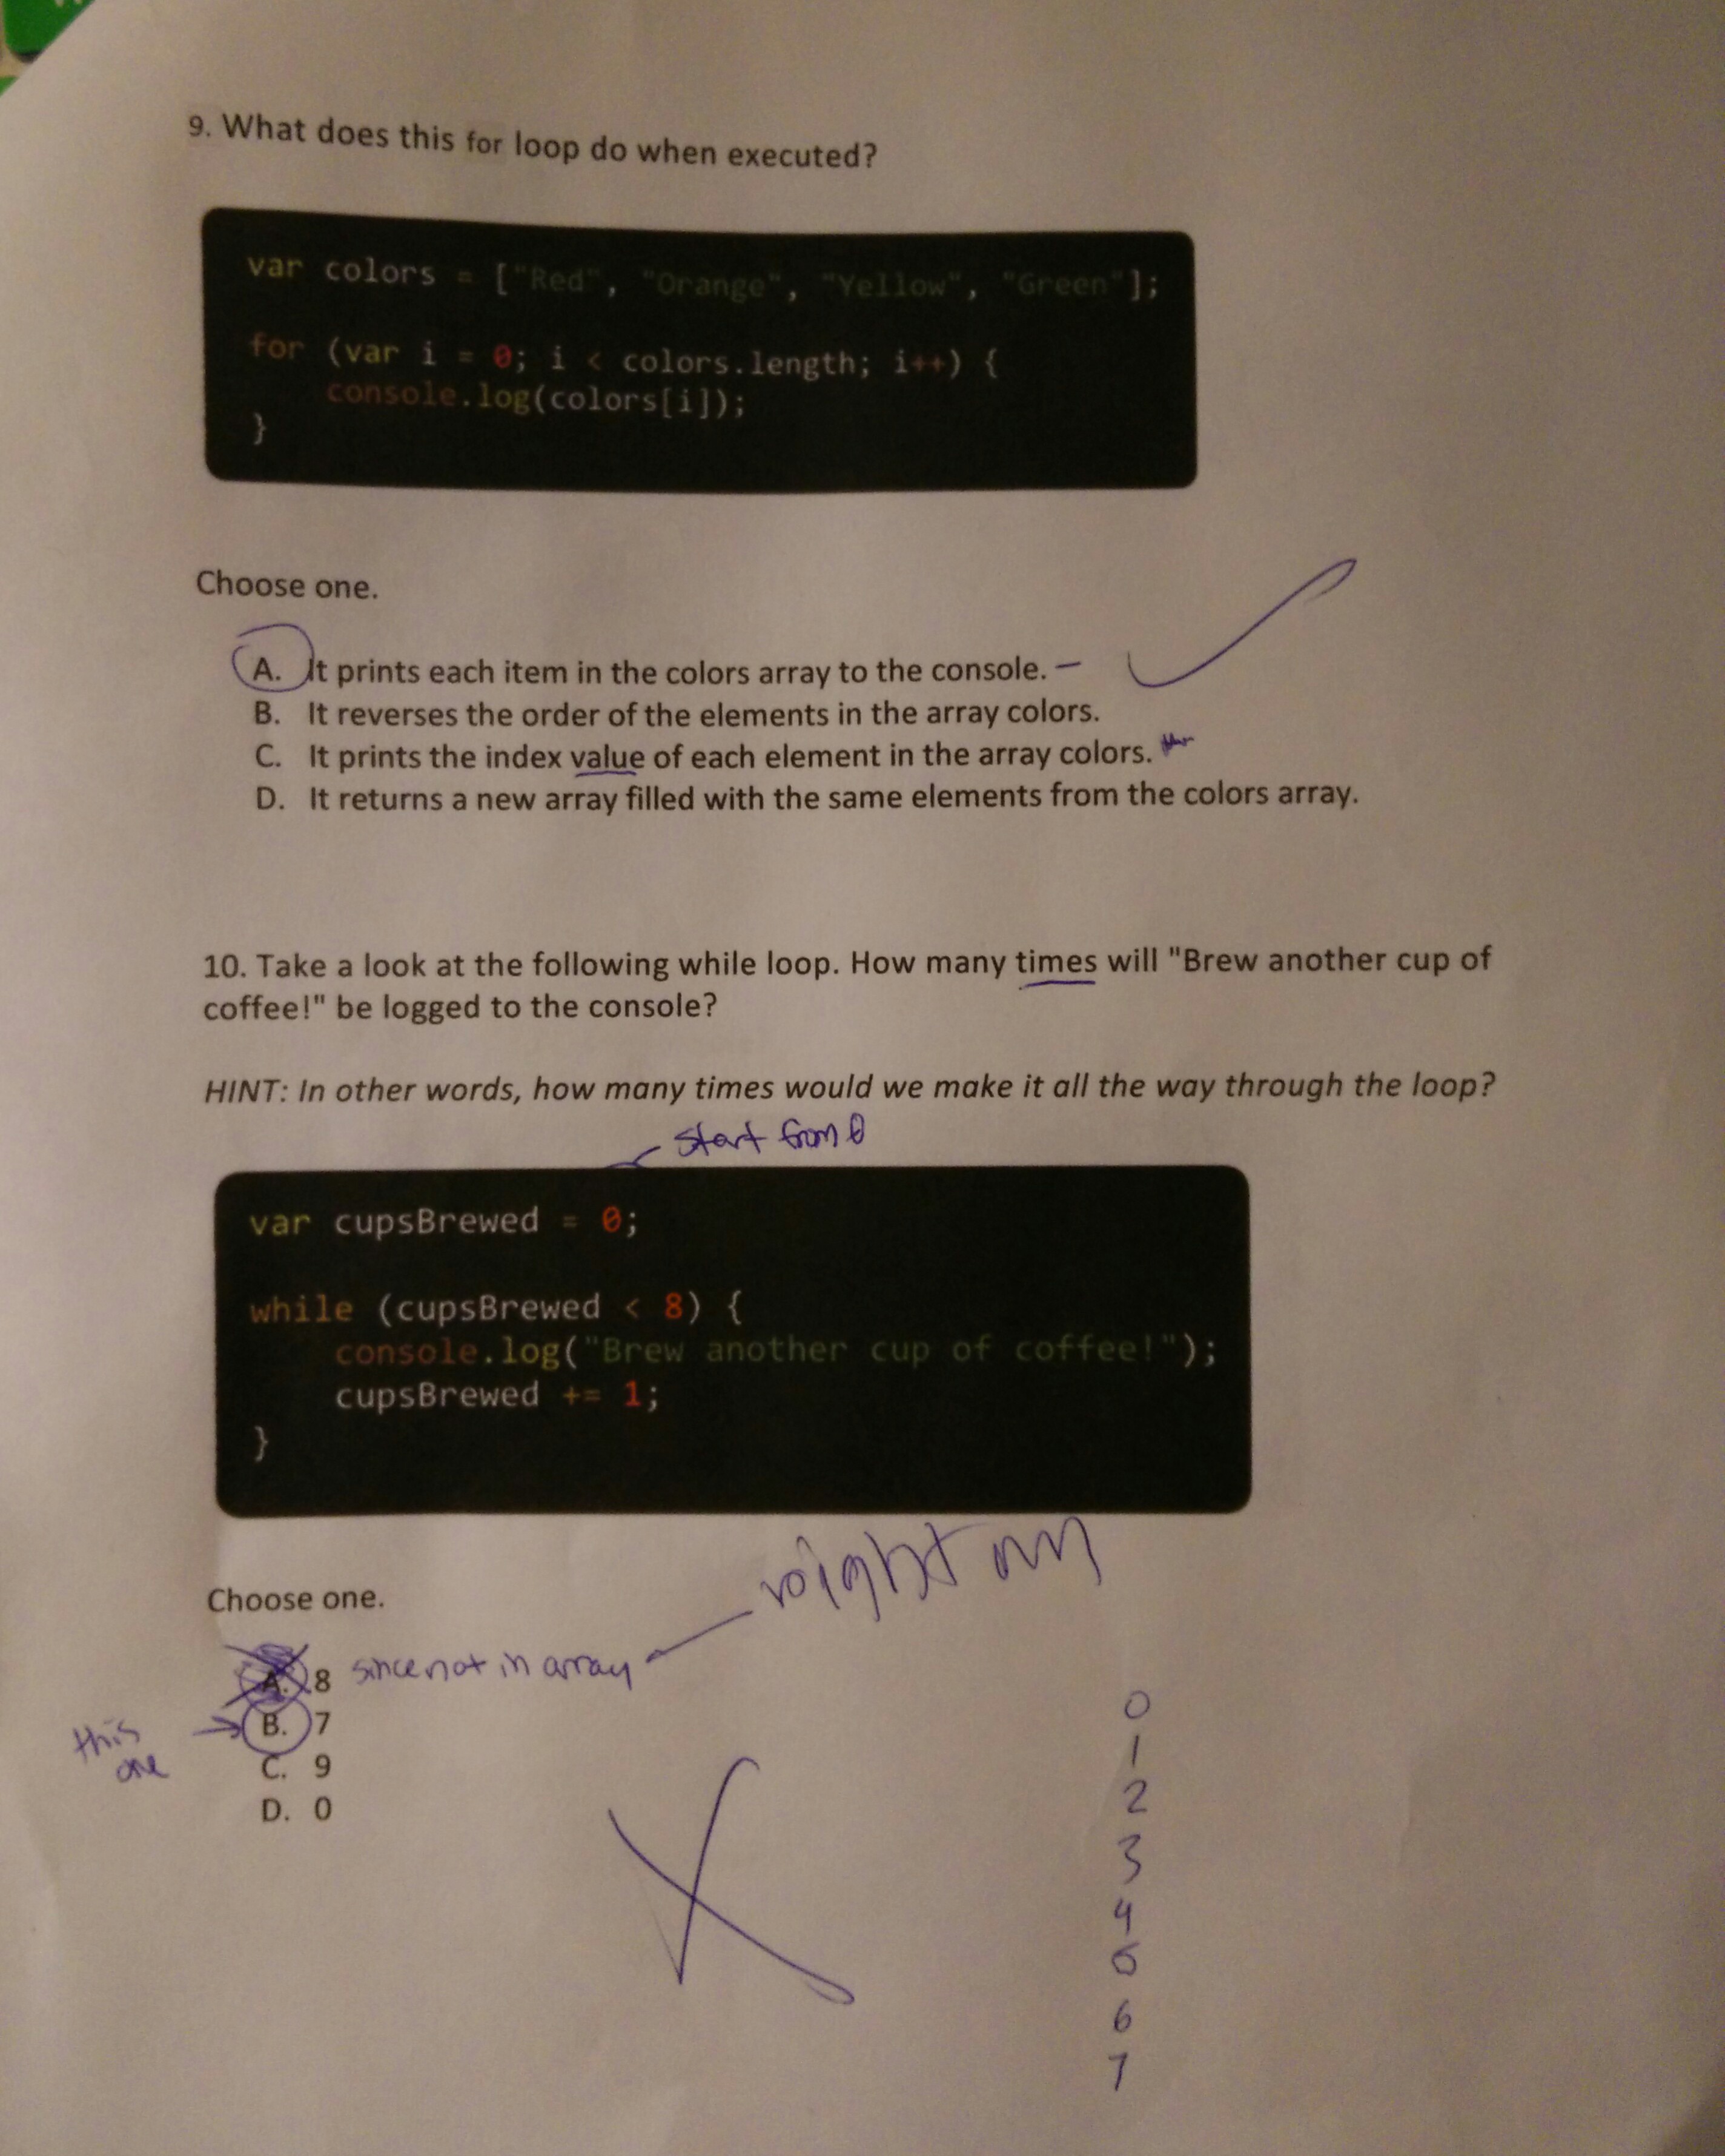 9. What does this for loop do when executed?
var colors = ["Red", "Orange", "Yellow", "Green"];
for (var i = 0; i < colors.length; i++) {
console.log(colors[i]);
}
Choose one.
A. It prints each item in the colors array to the console. –
B. It reverses the order of the elements in the array colors.
C. It prints the index value of each element in the array colors.
D. It returns a new array filled with the same elements from the colors array.
10. Take a look at the following while loop. How many times will "Brew another cup of
coffee!" be logged to the console?
HINT: In other words, how many times would we make it all the way through the loop?
start from 0
var cupsBrewed = 0;
while (cupsBrewed < 8) {
console.log("Brew another cup of coffee!");
cupsBrewed += 1;
}
right on
Choose one.
A. 8 since not in array
this one
B. 7
C. 9
D. 0
0
1
2
3
4
5
6
7